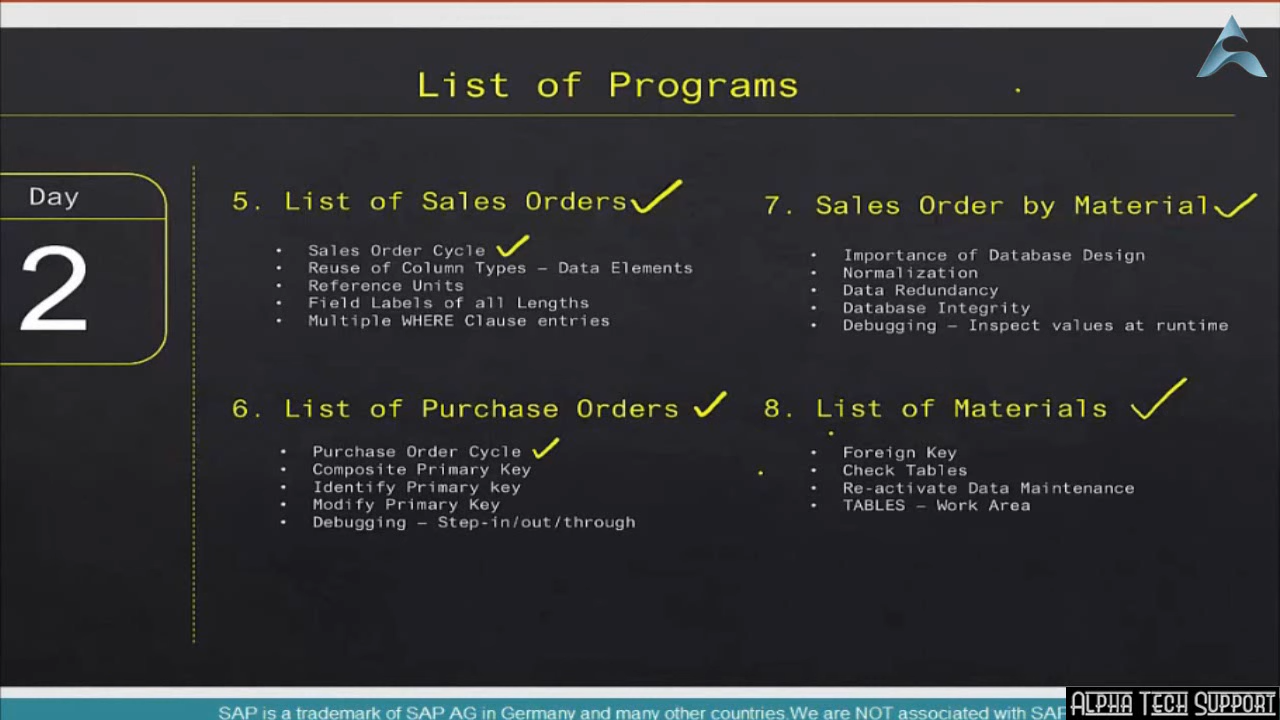 List of Programs
Day
2
5. List of Sales Orders
• Sales Order Cycle
• Reuse of Column Types – Data Elements
• Reference Units
• Field Labels of all Lengths
• Multiple WHERE Clause entries
6. List of Purchase Orders
• Purchase Order Cycle
• Composite Primary Key
• Identify Primary key
• Modify Primary Key
• Debugging – Step-in/out/through
7. Sales Order by Material
• Importance of Database Design
• Normalization
• Data Redundancy
• Database Integrity
• Debugging – Inspect values at runtime
8. List of Materials
• Foreign Key
• Check Tables
• Re-activate Data Maintenance
• TABLES – Work Area
SAP is a trademark of SAP AG in Germany and many other countries.We are NOT associated with SAP
ALPHA TECH SUPPORT